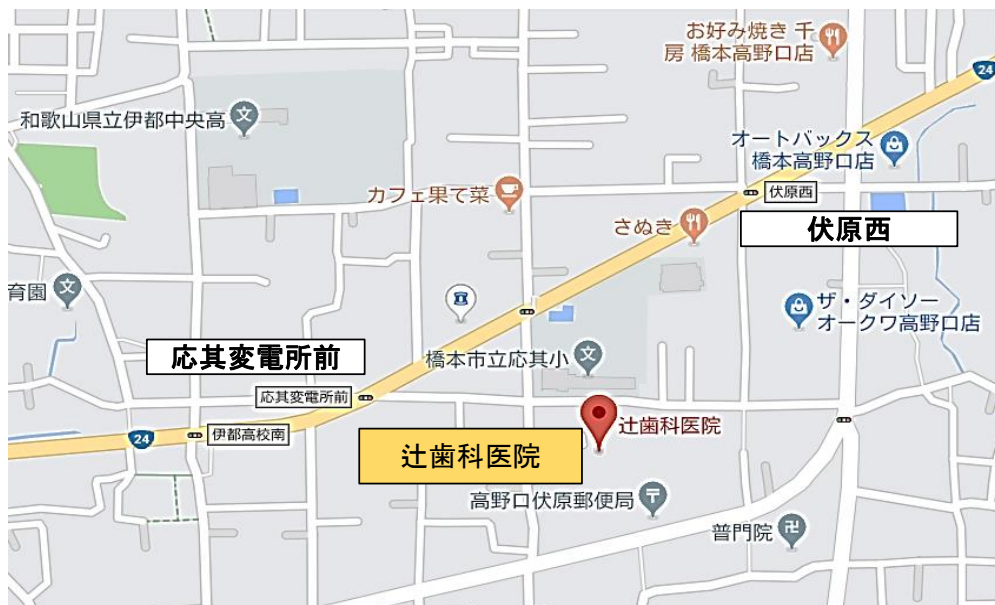 お好み焼き 千
房 橋本高野口店
24
和歌山県立伊都中央高
文
オートバックス
橋本高野口店
カフェ果て菜
伏原西
さぬき
伏原西
育園
文
ザ・ダイソー
オークワ高野口店
応其変電所前
橋本市立応其小
文
応其変電所前
辻歯科医院
24
伊都高校南
辻歯科医院
高野口伏原郵便局
〒
普門院
卍